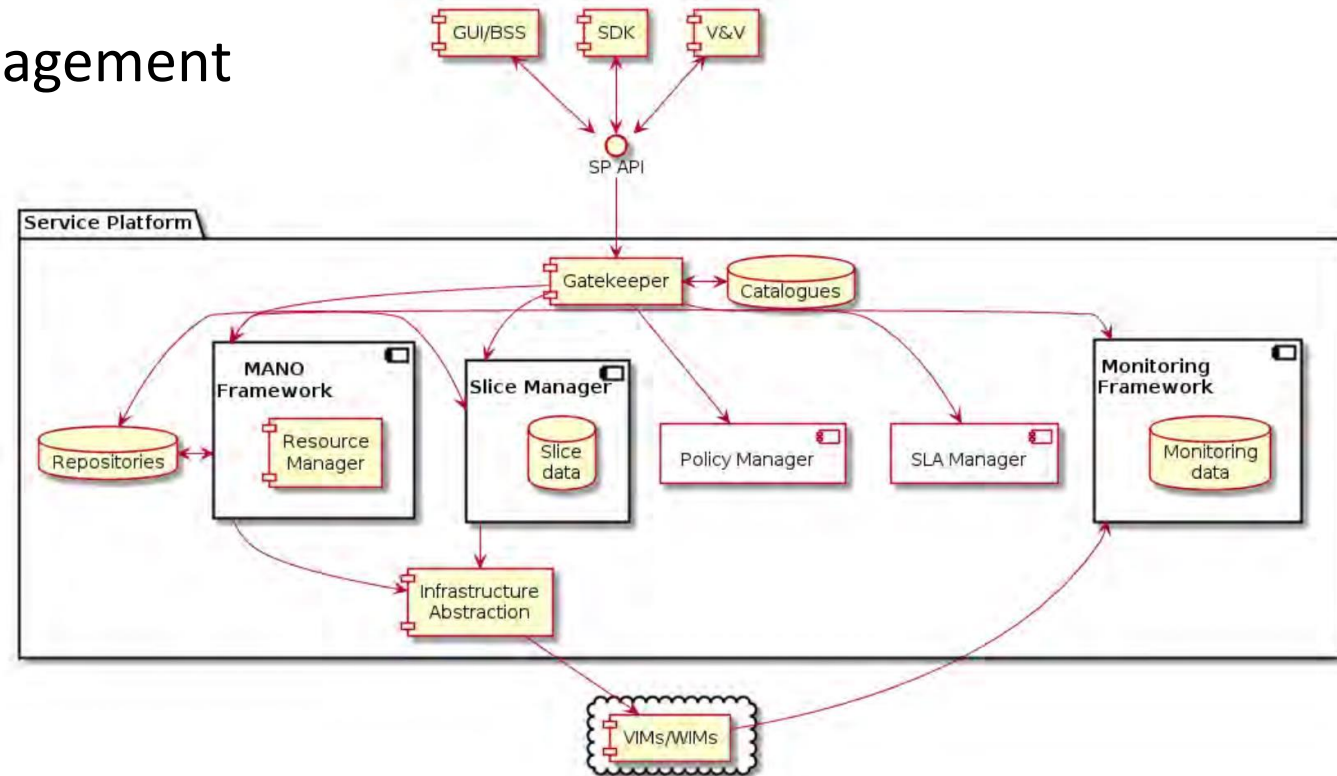 agement
GUI/BSS
SDK
V&V
SP API
Service Platform
Gatekeeper
Catalogues
MANO
Framework
Resource
Manager
Repositories
Slice Manager
Slice
data
Policy Manager
SLA Manager
Monitoring
Framework
Monitoring
data
Infrastructure
Abstraction
VIMs/WIMs